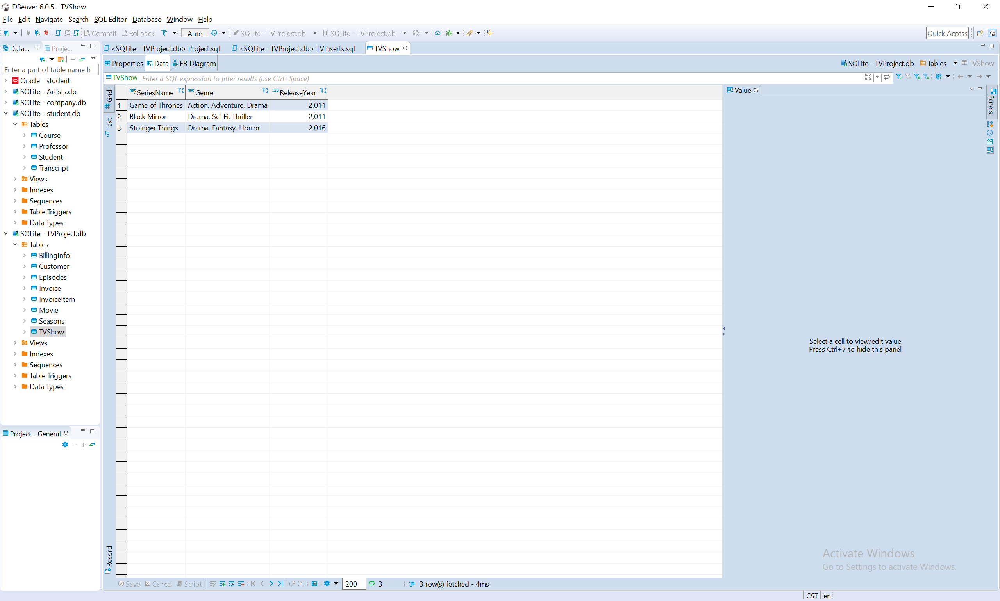 DBeaver 6.0.5 - TVShow
File Edit Navigate Search SQL Editor Database Window Help
Commit Rollback Auto SQLite - TVProject.db SQLite - TVProject.db Quick Access
Data... Proje... <SQLite - TVProject.db> Project.sql <SQLite - TVProject.db> TVInserts.sql TVShow
Properties Data ER Diagram SQLite - TVProject.db Tables TVShow
Enter a part of table name h
TVShow Enter a SQL expression to filter results (use Ctrl+Space)
Oracle - student
SQLite - Artists.db
SQLite - company.db
SQLite - student.db
Tables
Course
Professor
Student
Transcript
Views
Indexes
Sequences
Table Triggers
Data Types
SQLite - TVProject.db
Tables
BillingInfo
Customer
Episodes
Invoice
InvoiceItem
Movie
Seasons
TVShow
Views
Indexes
Sequences
Table Triggers
Data Types
Project - General
Grid
Text
Record
ABC SeriesName ABC Genre 123 ReleaseYear
1 Game of Thrones Action, Adventure, Drama 2,011
2 Black Mirror Drama, Sci-Fi, Thriller 2,011
3 Stranger Things Drama, Fantasy, Horror 2,016
Value
Panels
Select a cell to view/edit value
Press Ctrl+7 to hide this panel
Activate Windows
Go to Settings to activate Windows.
Save Cancel Script 200 3 3 row(s) fetched - 4ms
CST en